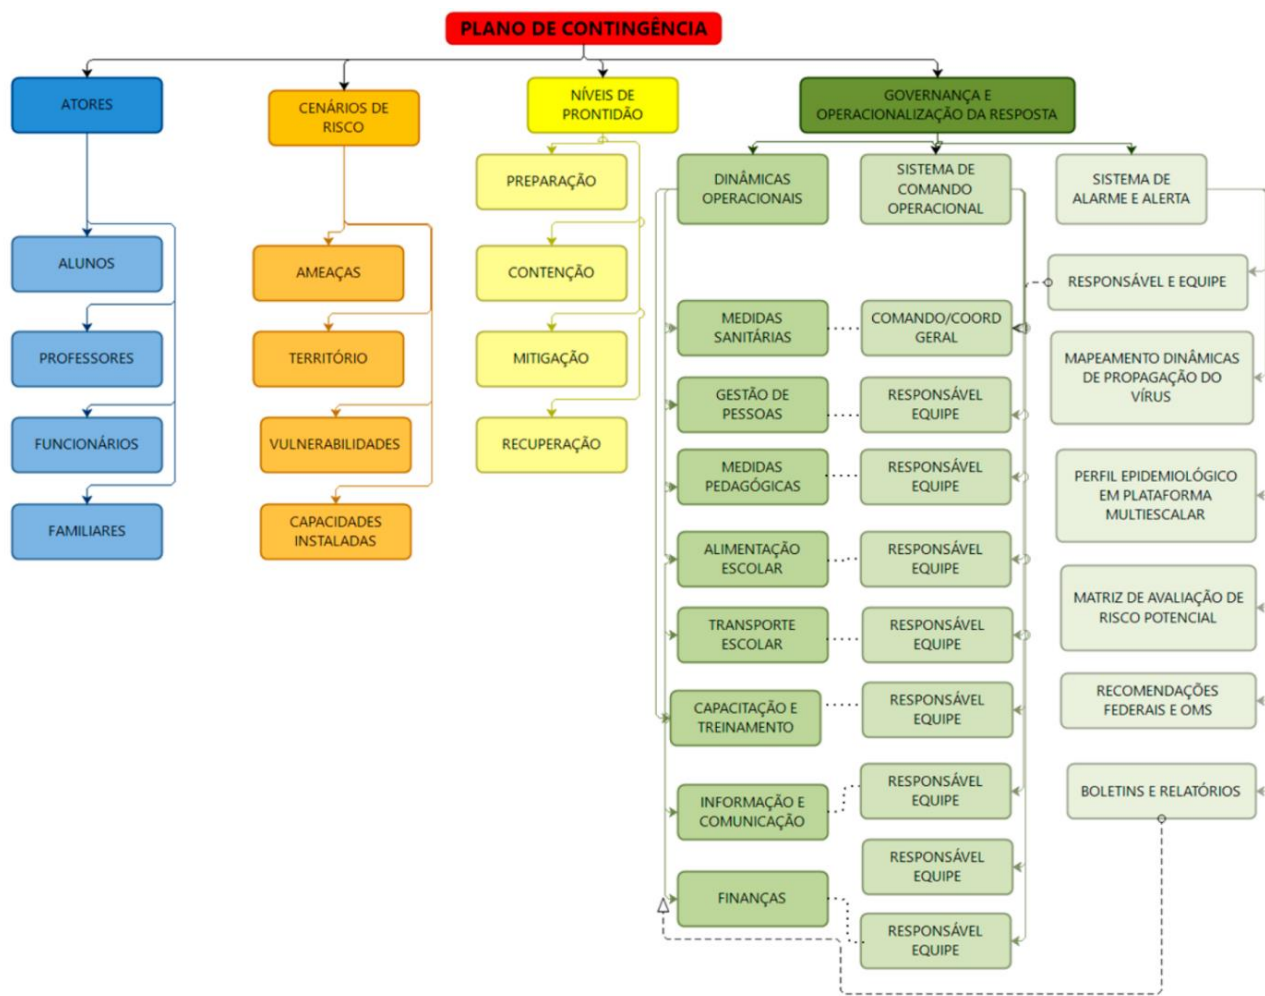 PLANO DE CONTINGÊNCIA
ATORES
ALUNOS
PROFESSORES
FUNCIONÁRIOS
FAMILIARES
CENÁRIOS DE
RISCO
AMEAÇAS
TERRITÓRIO
VULNERABILIDADES
CAPACIDADES
INSTALADAS
NÍVEIS DE
PRONTIDÃO
PREPARAÇÃO
CONTENÇÃO
MITIGAÇÃO
RECUPERAÇÃO
GOVERNANÇA E
OPERACIONALIZAÇÃO DA RESPOSTA
DINÂMICAS
OPERACIONAIS
MEDIDAS
SANITÁRIAS
GESTÃO DE
PESSOAS
MEDIDAS
PEDAGÓGICAS
ALIMENTAÇÃO
ESCOLAR
TRANSPORTE
ESCOLAR
CAPACITAÇÃO E
TREINAMENTO
INFORMAÇÃO E
COMUNICAÇÃO
FINANÇAS
SISTEMA DE
COMANDO
OPERACIONAL
COMANDO/COORD
GERAL
RESPONSÁVEL
EQUIPE
RESPONSÁVEL
EQUIPE
RESPONSÁVEL
EQUIPE
RESPONSÁVEL
EQUIPE
RESPONSÁVEL
EQUIPE
RESPONSÁVEL
EQUIPE
RESPONSÁVEL
EQUIPE
RESPONSÁVEL
EQUIPE
SISTEMA DE
ALARME E ALERTA
RESPONSÁVEL E EQUIPE
MAPEAMENTO DINÂMICAS
DE PROPAGAÇÃO DO
VÍRUS
PERFIL EPIDEMIOLÓGICO
EM PLATAFORMA
MULTIESCALAR
MATRIZ DE AVALIAÇÃO DE
RISCO POTENCIAL
RECOMENDAÇÕES
FEDERAIS E OMS
BOLETINS E RELATÓRIOS